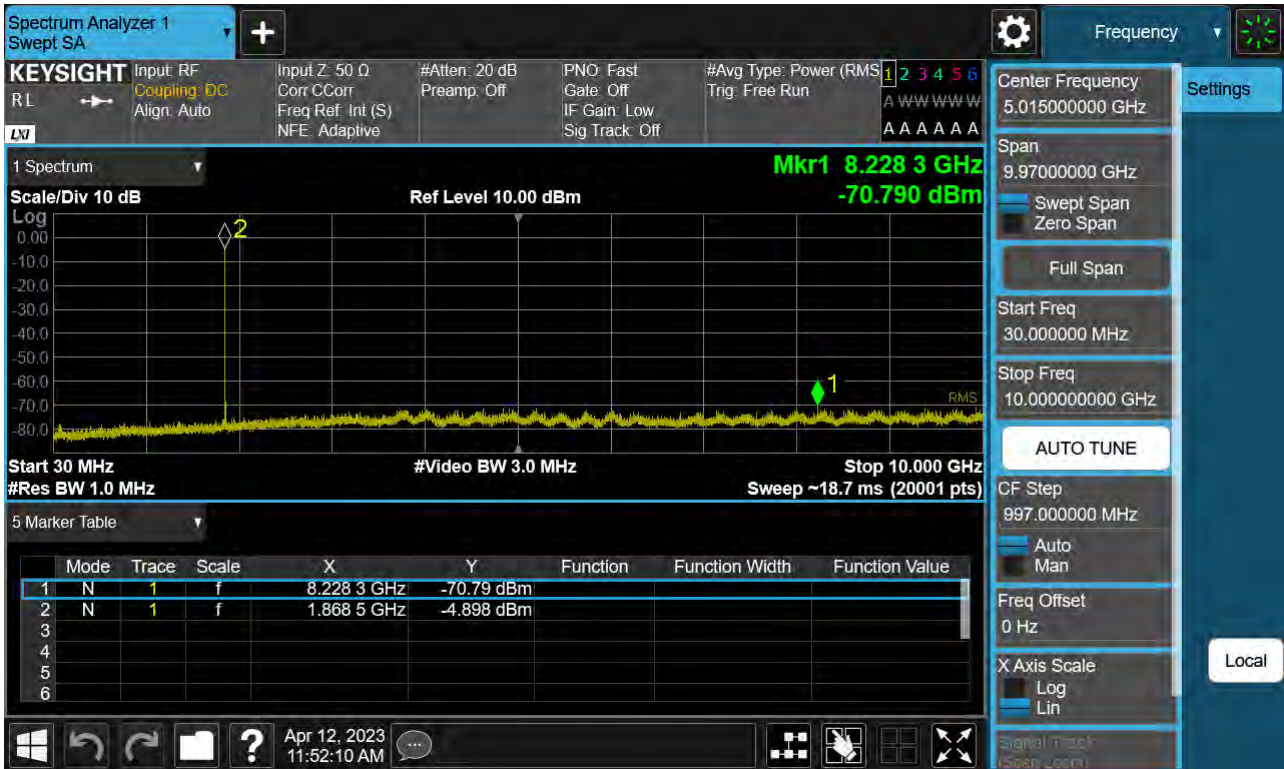 Spectrum Analyzer 1
Swept SA
+
Frequency
KEYSIGHT
RL
LXI
Input: RF
Coupling: DC
Align: Auto
Input Z: 50 Ω
Corr CCorr
Freq Ref: Int (S)
NFE: Adaptive
#Atten: 20 dB
Preamp: Off
PNO: Fast
Gate: Off
IF Gain: Low
Sig Track: Off
#Avg Type: Power (RMS
Trig: Free Run
1 2 3 4 5 6
A W W W W W
A A A A A A
1 Spectrum
Mkr1 8.228 3 GHz
-70.790 dBm
Scale/Div 10 dB
Ref Level 10.00 dBm
Log
0.00
-10.0
-20.0
-30.0
-40.0
-50.0
-60.0
-70.0
-80.0
2
1
RMS
Start 30 MHz
#Video BW 3.0 MHz
Stop 10.000 GHz
#Res BW 1.0 MHz
Sweep ~18.7 ms (20001 pts)
5 Marker Table
Mode Trace Scale X Y Function Function Width Function Value
1 N 1 f 8.228 3 GHz -70.79 dBm
2 N 1 f 1.868 5 GHz -4.898 dBm
3
4
5
6
Center Frequency
5.015000000 GHz
Settings
Span
9.97000000 GHz
Swept Span
Zero Span
Full Span
Start Freq
30.000000 MHz
Stop Freq
10.000000000 GHz
AUTO TUNE
CF Step
997.000000 MHz
Auto
Man
Freq Offset
0 Hz
X Axis Scale
Log
Lin
Signal Track
(Span Zoom)
Local
?
Apr 12, 2023
11:52:10 AM